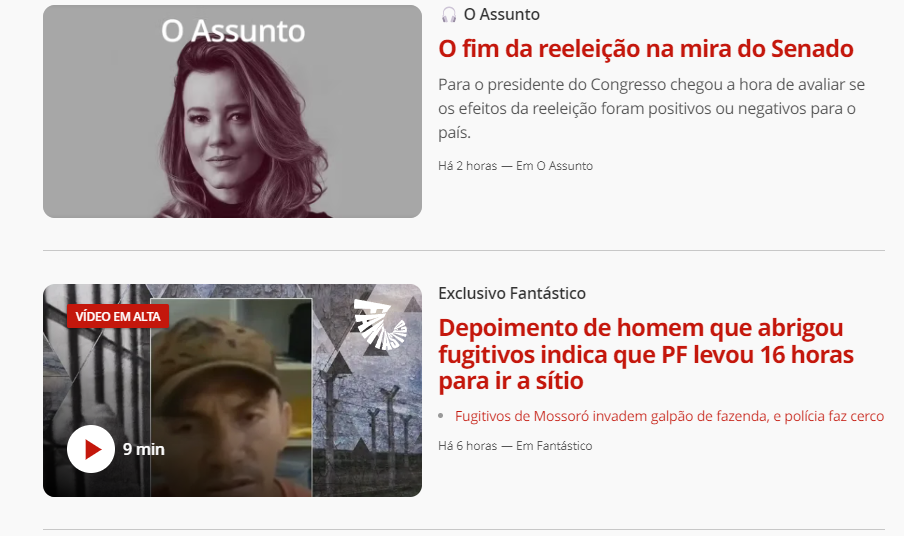 O Assunto
O Assunto
O fim da reeleição na mira do Senado
Para o presidente do Congresso chegou a hora de avaliar se
os efeitos da reeleição foram positivos ou negativos para o
país.
Há 2 horas — Em O Assunto
VÍDEO EM ALTA
9 min
Exclusivo Fantástico
Depoimento de homem que abrigou
fugitivos indica que PF levou 16 horas
para ir a sítio
Fugitivos de Mossoró invadem galpão de fazenda, e polícia faz cerco
Há 6 horas — Em Fantástico